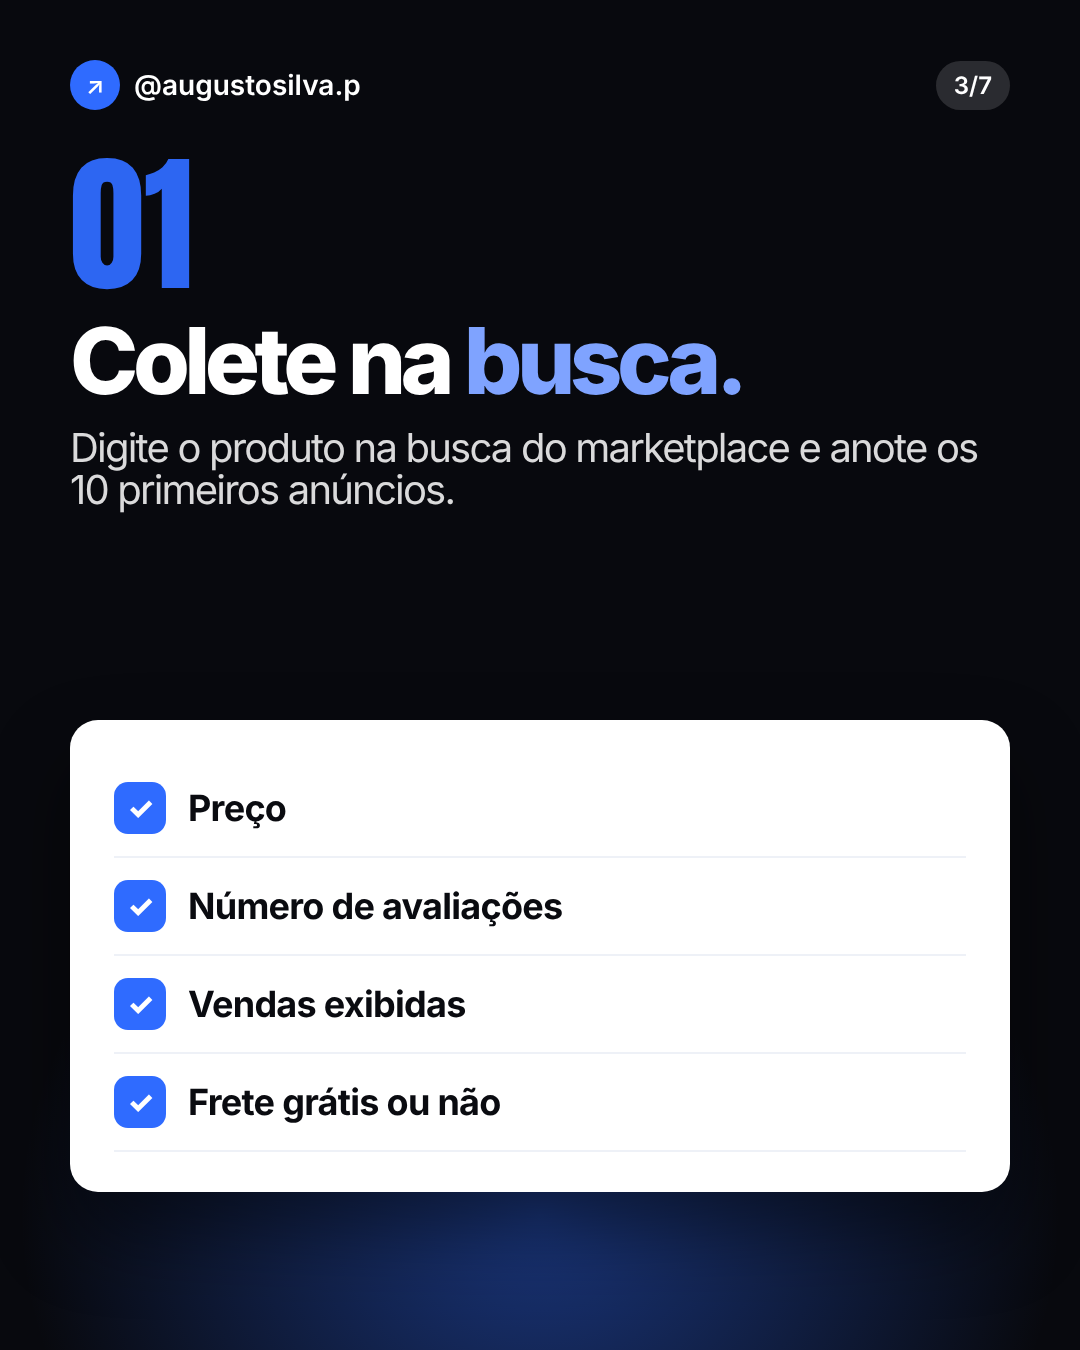 @augustosilva.p
3/7
01
Colete na busca.
Digite o produto na busca do marketplace e anote os
10 primeiros anúncios.
Preço
Número de avaliações
Vendas exibidas
Frete grátis ou não